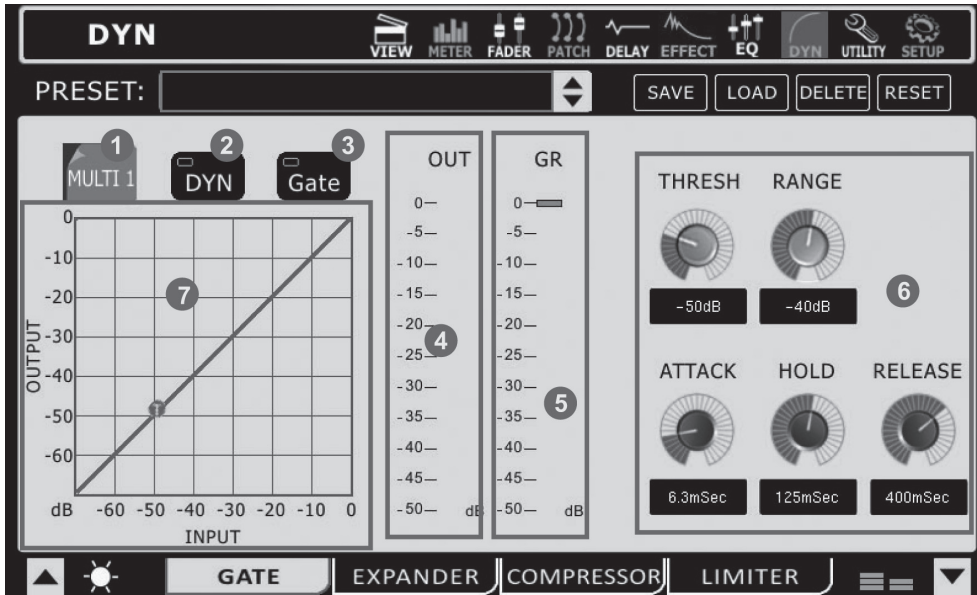 DYN
VIEW METER FADER PATCH DELAY EFFECT EQ DYN UTILITY SETUP
PRESET: SAVE LOAD DELETE RESET
1 2 3
MULTI 1 DYN Gate
OUTPUT
0
-10
-20
-30
-40
-50
-60
dB -60 -50 -40 -30 -20 -10 0
INPUT
7
T
OUT
0
-5
-10
-15
-20
-25
-30
-35
-40
-45
-50 dB
4
GR
0
-5
-10
-15
-20
-25
-30
-35
-40
-45
-50 dB
5
THRESH RANGE
-50dB -40dB
6
ATTACK HOLD RELEASE
6.3mSec 125mSec 400mSec
GATE EXPANDER COMPRESSOR LIMITER